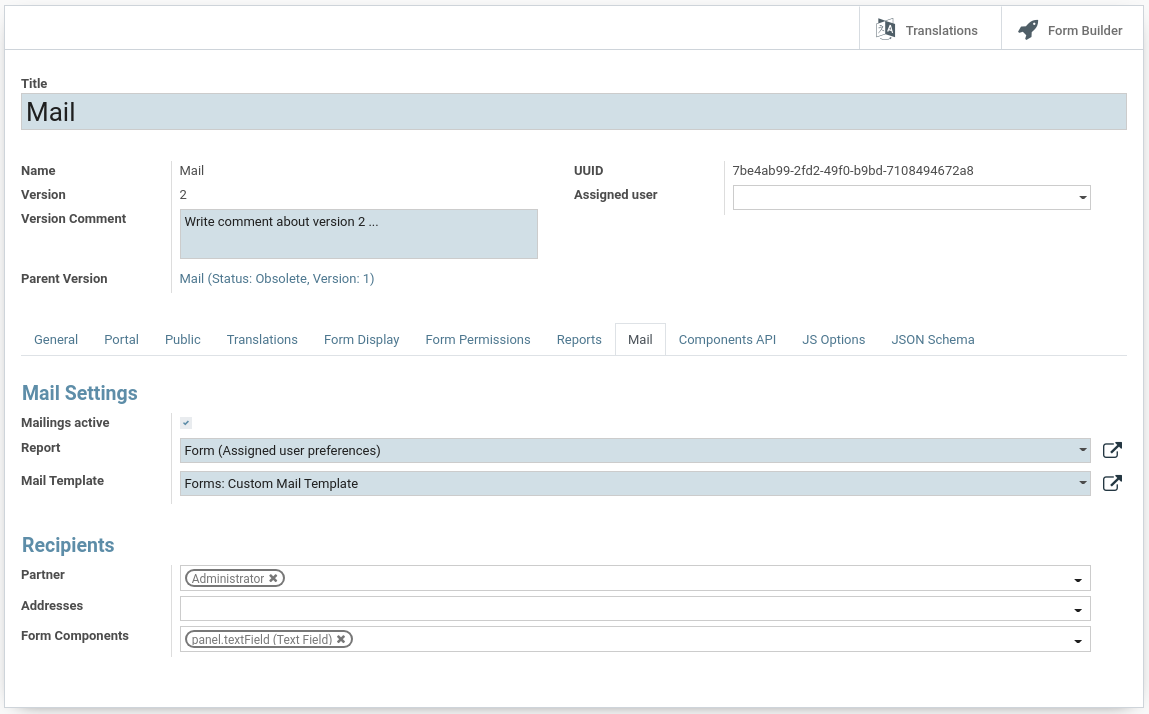 Translations
Form Builder
Title
Mail
Name Mail
UUID 7be4ab99-2fd2-49f0-b9bd-7108494672a8
Version 2
Assigned user
Version Comment Write comment about version 2 ...
Parent Version Mail (Status: Obsolete, Version: 1)
General Portal Public Translations Form Display Form Permissions Reports Mail Components API JS Options JSON Schema
Mail Settings
Mailings active
Report Form (Assigned user preferences)
Mail Template Forms: Custom Mail Template
Recipients
Partner Administrator
Addresses
Form Components panel.textField (Text Field)